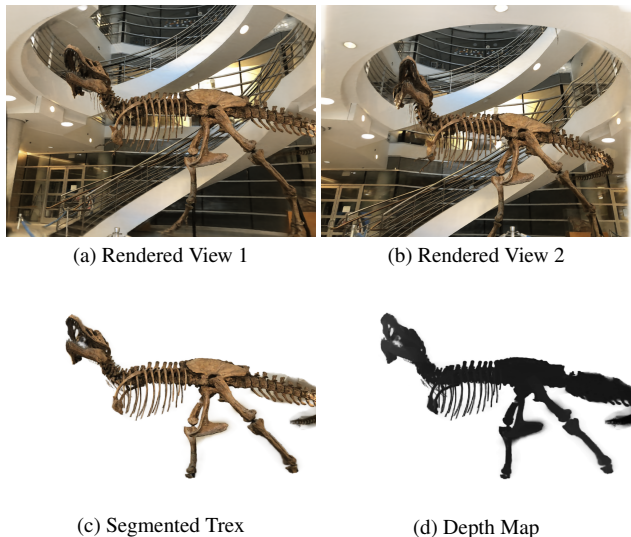 (a) Rendered View 1
(b) Rendered View 2
(c) Segmented Trex
(d) Depth Map